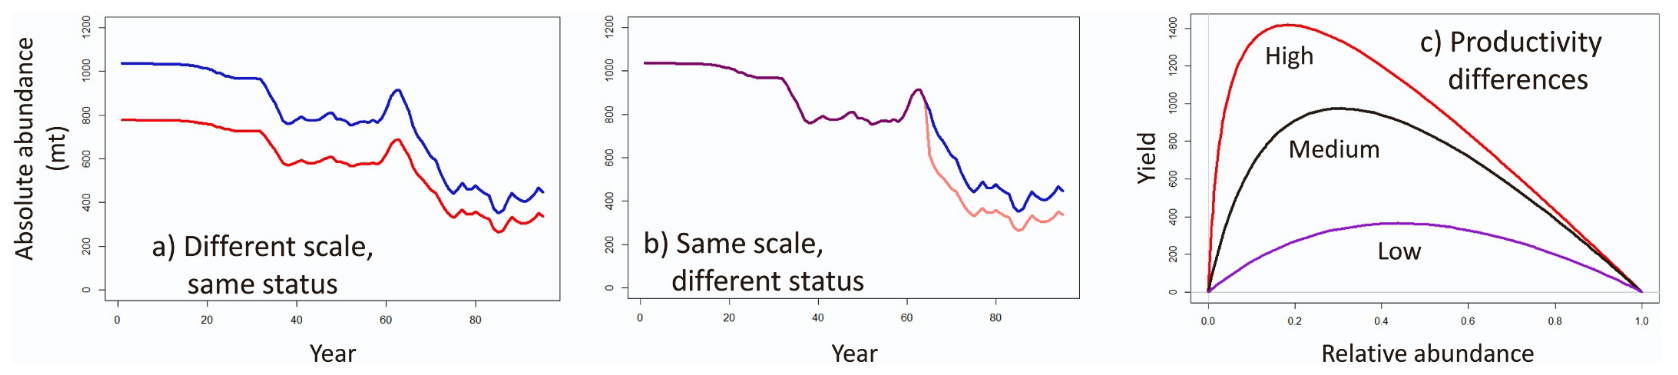 Absolute abundance
(mt)
1200
1000
800
600
400
200
0
a) Different scale,
same status
0 20 40 60 80
Year
1200
1000
800
600
400
200
0
b) Same scale,
different status
0 20 40 60 80
Year
Yield
1400
1200
1000
800
600
400
200
0
c) Productivity
differences
High
Medium
Low
0.0 0.2 0.4 0.6 0.8 1.0
Relative abundance